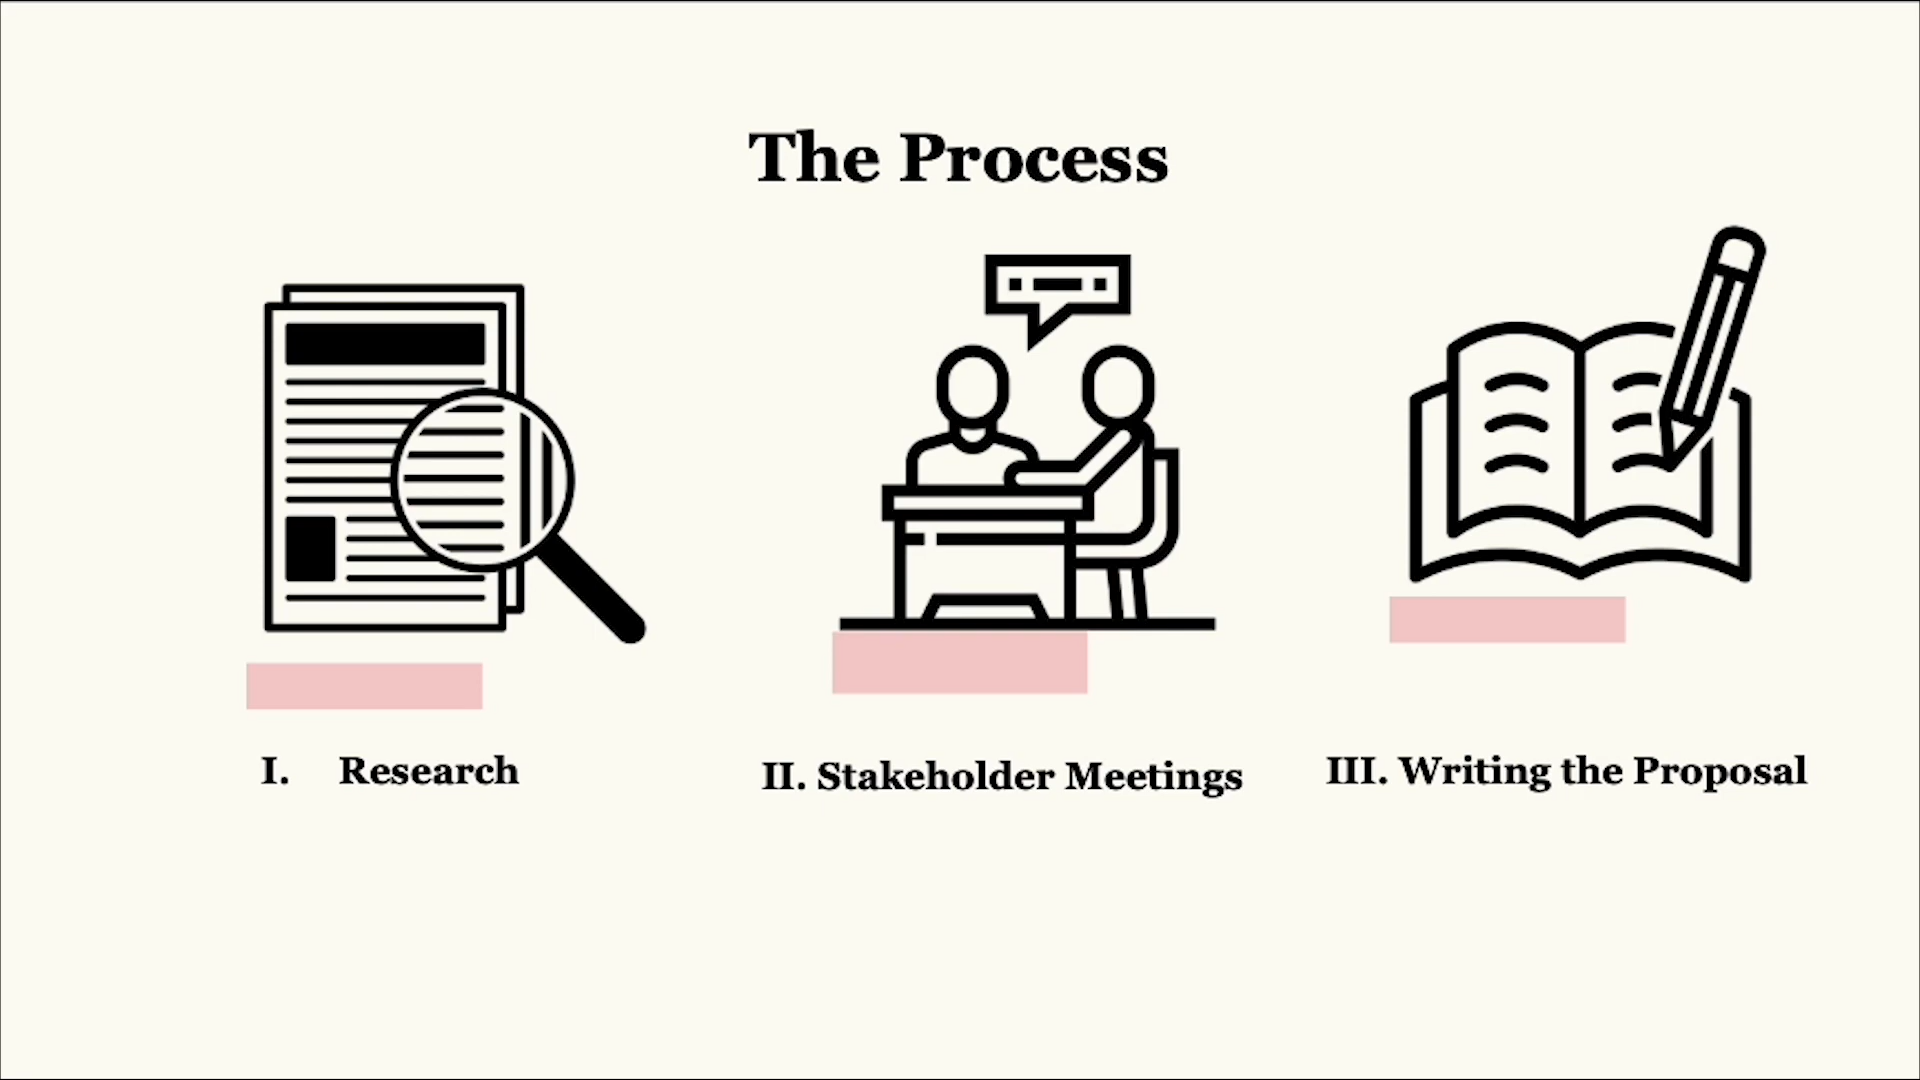 The Process
I. Research
II. Stakeholder Meetings
III. Writing the Proposal